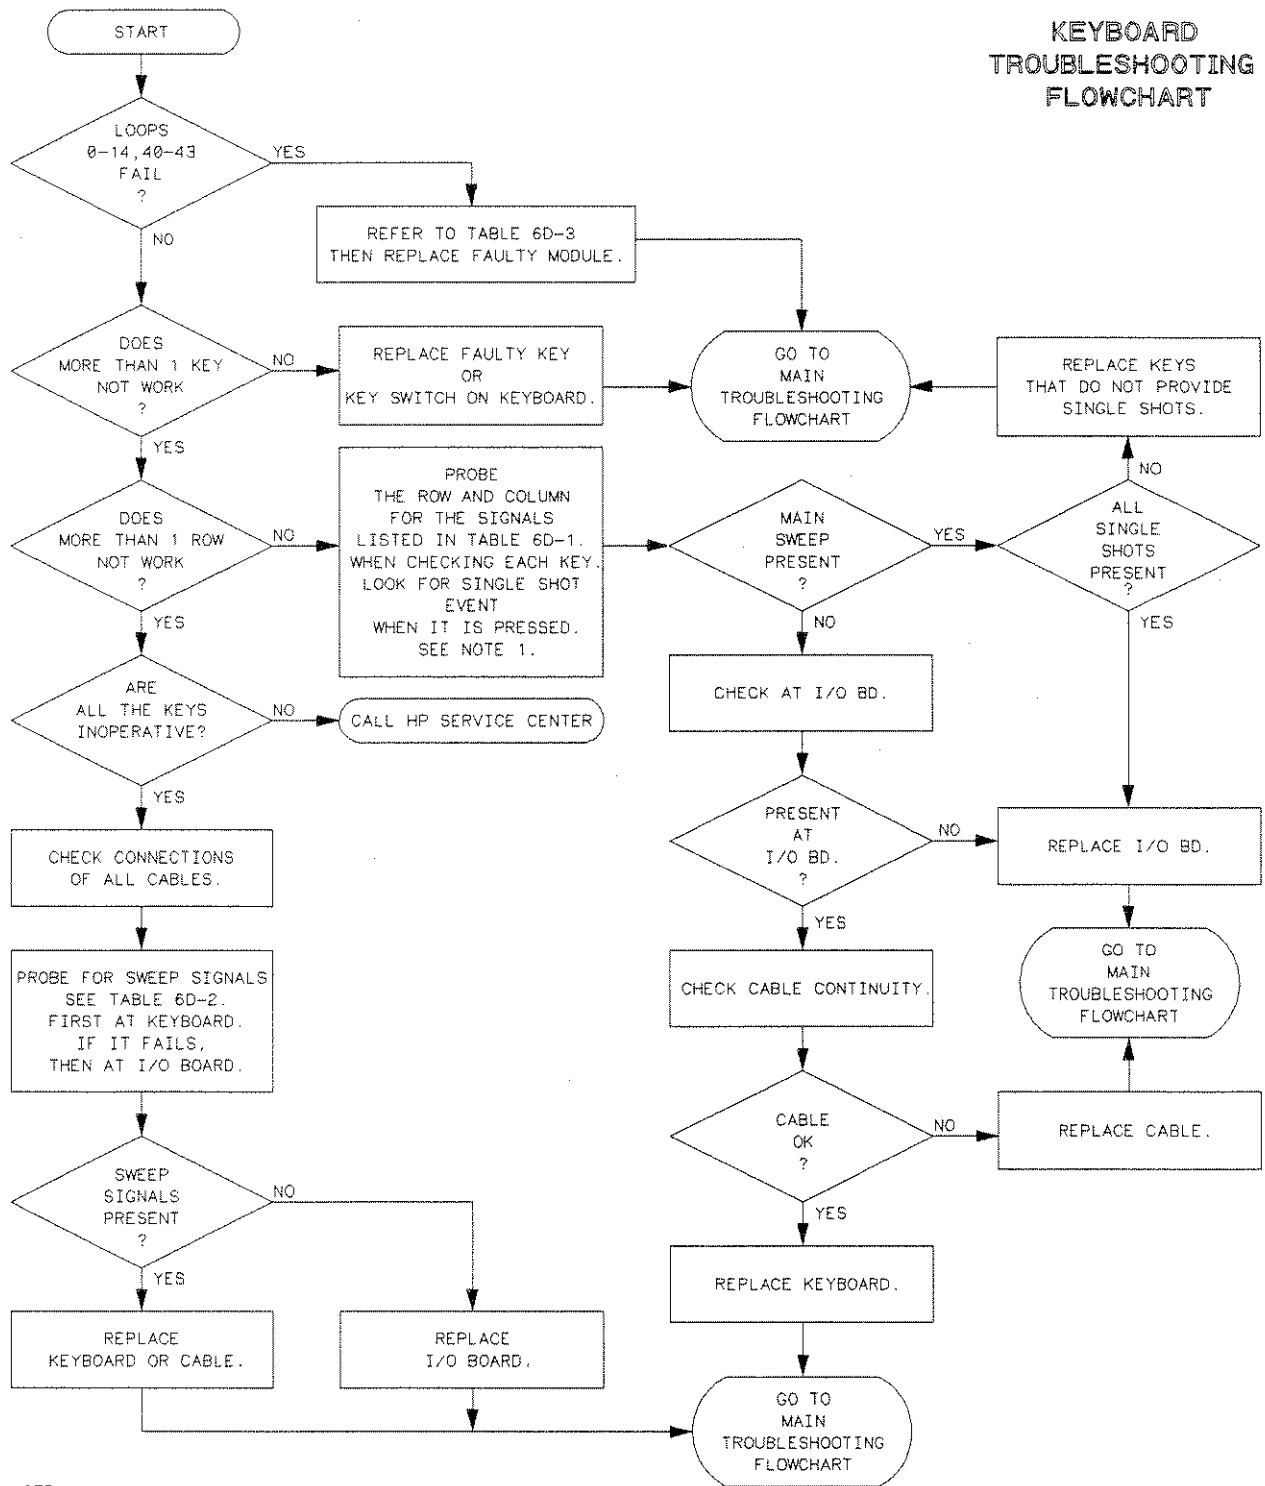 KEYBOARD
TROUBLESHOOTING
FLOWCHART
START
LOOPS
0-14,40-43
FAIL
?
YES
NO
REFER TO TABLE 6D-3
THEN REPLACE FAULTY MODULE.
DOES
MORE THAN 1 KEY
NOT WORK
?
NO
YES
REPLACE FAULTY KEY
OR
KEY SWITCH ON KEYBOARD.
GO TO
MAIN
TROUBLESHOOTING
FLOWCHART
REPLACE KEYS
THAT DO NOT PROVIDE
SINGLE SHOTS.
NO
DOES
MORE THAN 1 ROW
NOT WORK
?
NO
YES
PROBE
THE ROW AND COLUMN
FOR THE SIGNALS
LISTED IN TABLE 6D-1.
WHEN CHECKING EACH KEY,
LOOK FOR SINGLE SHOT
EVENT
WHEN IT IS PRESSED.
SEE NOTE 1.
MAIN
SWEEP
PRESENT
?
YES
NO
ALL
SINGLE
SHOTS
PRESENT
?
YES
ARE
ALL THE KEYS
INOPERATIVE?
NO
YES
CALL HP SERVICE CENTER
CHECK AT I/O BD.
PRESENT
AT
I/O BD.
?
NO
YES
REPLACE I/O BD.
CHECK CONNECTIONS
OF ALL CABLES.
PROBE FOR SWEEP SIGNALS
SEE TABLE 6D-2.
FIRST AT KEYBOARD.
IF IT FAILS,
THEN AT I/O BOARD.
CHECK CABLE CONTINUITY.
GO TO
MAIN
TROUBLESHOOTING
FLOWCHART
CABLE
OK
?
NO
YES
REPLACE CABLE.
SWEEP
SIGNALS
PRESENT
?
NO
YES
REPLACE KEYBOARD.
REPLACE
KEYBOARD OR CABLE.
REPLACE
I/O BOARD.
GO TO
MAIN
TROUBLESHOOTING
FLOWCHART